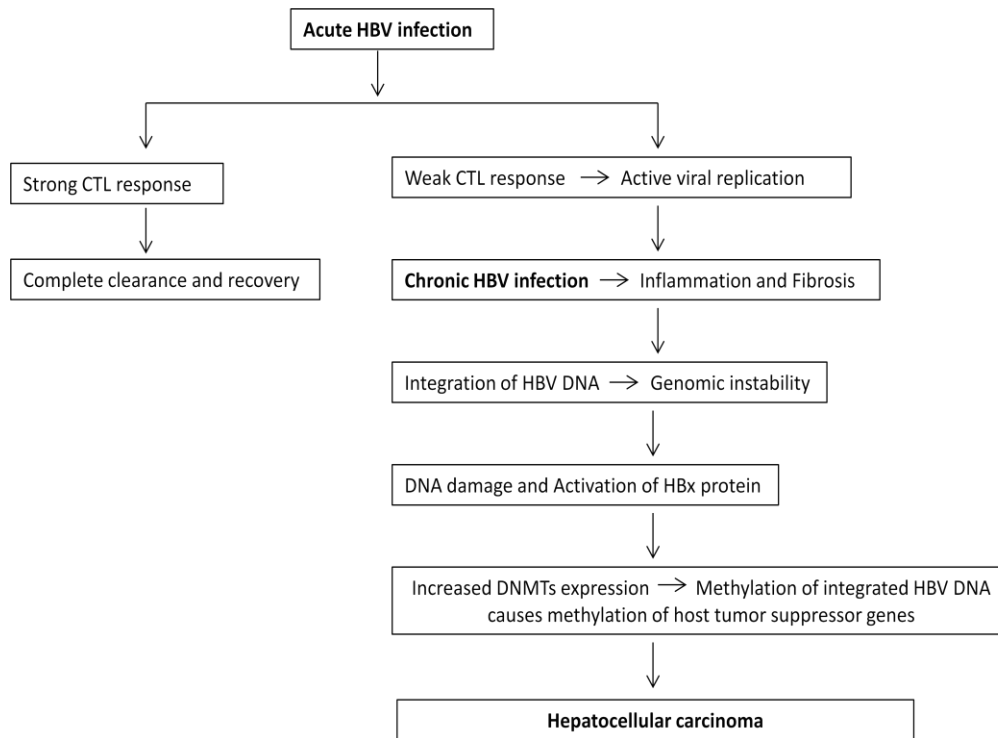 Acute HBV infection
Strong CTL response
Weak CTL response → Active viral replication
Complete clearance and recovery
Chronic HBV infection → Inflammation and Fibrosis
Integration of HBV DNA → Genomic instability
DNA damage and Activation of HBx protein
Increased DNMTs expression → Methylation of integrated HBV DNA
causes methylation of host tumor suppressor genes
Hepatocellular carcinoma